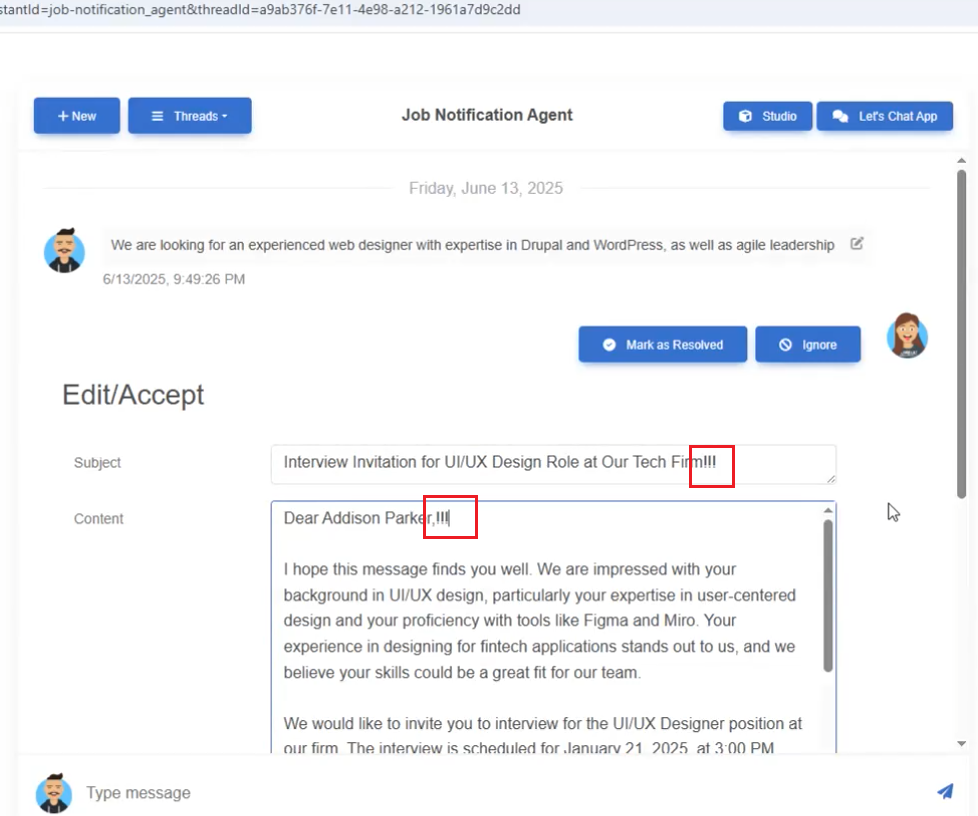 stantId=job-notification_agent&threadId=a9ab376f-7e11-4e98-a212-1961a7d9c2dd
+ New
Threads
Job Notification Agent
Studio
Let's Chat App
Friday, June 13, 2025
We are looking for an experienced web designer with expertise in Drupal and WordPress, as well as agile leadership
6/13/2025, 9:49:26 PM
Mark as Resolved
Ignore
Edit/Accept
Subject
Interview Invitation for UI/UX Design Role at Our Tech Firm!!!
Content
Dear Addison Parker,!!!
I hope this message finds you well. We are impressed with your
background in UI/UX design, particularly your expertise in user-centered
design and your proficiency with tools like Figma and Miro. Your
experience in designing for fintech applications stands out to us, and we
believe your skills could be a great fit for our team.
We would like to invite you to interview for the UI/UX Designer position at
our firm. The interview is scheduled for January 21, 2025, at 3:00 PM
Type message